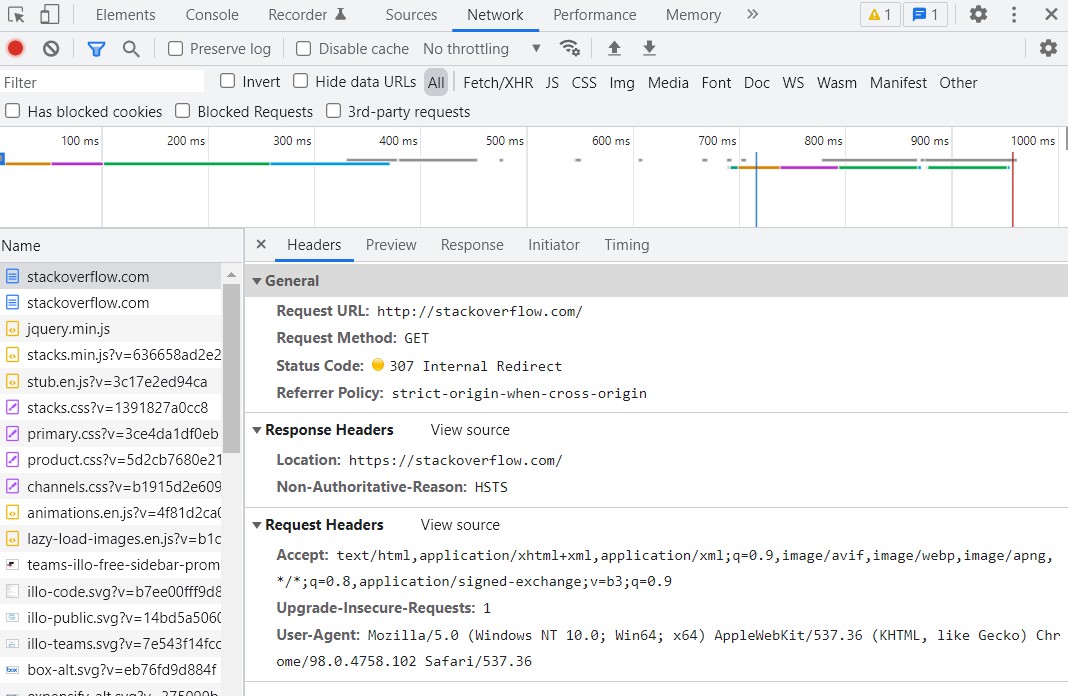 Elements Console Recorder Sources Network Performance Memory 1 1
Preserve log Disable cache No throttling
Filter Invert Hide data URLs All Fetch/XHR JS CSS Img Media Font Doc WS Wasm Manifest Other
Has blocked cookies Blocked Requests 3rd-party requests
100 ms 200 ms 300 ms 400 ms 500 ms 600 ms 700 ms 800 ms 900 ms 1000 ms
Name
stackoverflow.com
stackoverflow.com
jquery.min.js
stacks.min.js?v=636658ad2e2
stub.en.js?v=3c17e2ed94ca
stacks.css?v=1391827a0cc8
primary.css?v=3ce4da1df0eb
product.css?v=5d2cb7680e21
channels.css?v=b1915d2e609
animations.en.js?v=4f81d2ca0
lazy-load-images.en.js?v=b1c
teams-illo-free-sidebar-prom
illo-code.svg?v=b7ee00fff9d8
illo-public.svg?v=14bd5a5060
illo-teams.svg?v=7e543f14fcc
box-alt.svg?v=eb76fd9d884f
Headers Preview Response Initiator Timing
General
Request URL: http://stackoverflow.com/
Request Method: GET
Status Code: 307 Internal Redirect
Referrer Policy: strict-origin-when-cross-origin
Response Headers View source
Location: https://stackoverflow.com/
Non-Authoritative-Reason: HSTS
Request Headers View source
Accept: text/html,application/xhtml+xml,application/xml;q=0.9,image/avif,image/webp,image/apng,
*/*;q=0.8,application/signed-exchange;v=b3;q=0.9
Upgrade-Insecure-Requests: 1
User-Agent: Mozilla/5.0 (Windows NT 10.0; Win64; x64) AppleWebKit/537.36 (KHTML, like Gecko) Chr
ome/98.0.4758.102 Safari/537.36